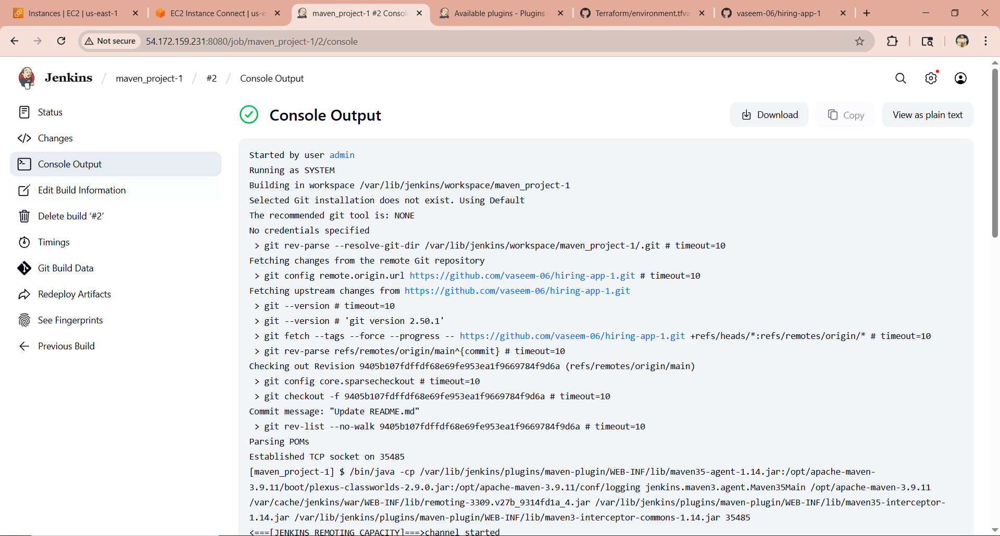 Instances | EC2 | us-east-1
EC2 Instance Connect | us-e
maven_project-1 #2 Consol
Available plugins - Plugins -
Terraform/environment.tfva
vaseem-06/hiring-app-1
Not secure
54.172.159.231:8080/job/maven_project-1/2/console
Jenkins / maven_project-1 / #2 / Console Output
Status
Changes
Console Output
Edit Build Information
Delete build ‘#2’
Timings
Git Build Data
Redeploy Artifacts
See Fingerprints
Previous Build
Console Output
Download
Copy
View as plain text
Started by user admin
Running as SYSTEM
Building in workspace /var/lib/jenkins/workspace/maven_project-1
Selected Git installation does not exist. Using Default
The recommended git tool is: NONE
No credentials specified
> git rev-parse --resolve-git-dir /var/lib/jenkins/workspace/maven_project-1/.git # timeout=10
Fetching changes from the remote Git repository
> git config remote.origin.url https://github.com/vaseem-06/hiring-app-1.git # timeout=10
Fetching upstream changes from https://github.com/vaseem-06/hiring-app-1.git
> git --version # timeout=10
> git --version # 'git version 2.50.1'
> git fetch --tags --force --progress -- https://github.com/vaseem-06/hiring-app-1.git +refs/heads/*:refs/remotes/origin/* # timeout=10
> git rev-parse refs/remotes/origin/main^{commit} # timeout=10
Checking out Revision 9405b107fdffdf68e69fe953ea1f9669784f9d6a (refs/remotes/origin/main)
> git config core.sparsecheckout # timeout=10
> git checkout -f 9405b107fdffdf68e69fe953ea1f9669784f9d6a # timeout=10
Commit message: "Update README.md"
> git rev-list --no-walk 9405b107fdffdf68e69fe953ea1f9669784f9d6a # timeout=10
Parsing POMs
Established TCP socket on 35485
[maven_project-1] $ /bin/java -cp /var/lib/jenkins/plugins/maven-plugin/WEB-INF/lib/maven35-agent-1.14.jar:/opt/apache-maven-
3.9.11/boot/plexus-classworlds-2.9.0.jar:/opt/apache-maven-3.9.11/conf/logging jenkins.maven3.agent.Maven35Main /opt/apache-maven-3.9.11
/var/cache/jenkins/war/WEB-INF/lib/remoting-3309.v27b_9314fd1a_4.jar /var/lib/jenkins/plugins/maven-plugin/WEB-INF/lib/maven35-interceptor-
1.14.jar /var/lib/jenkins/plugins/maven-plugin/WEB-INF/lib/maven3-interceptor-commons-1.14.jar 35485
<===[JENKINS REMOTING CAPACITY]===>channel started